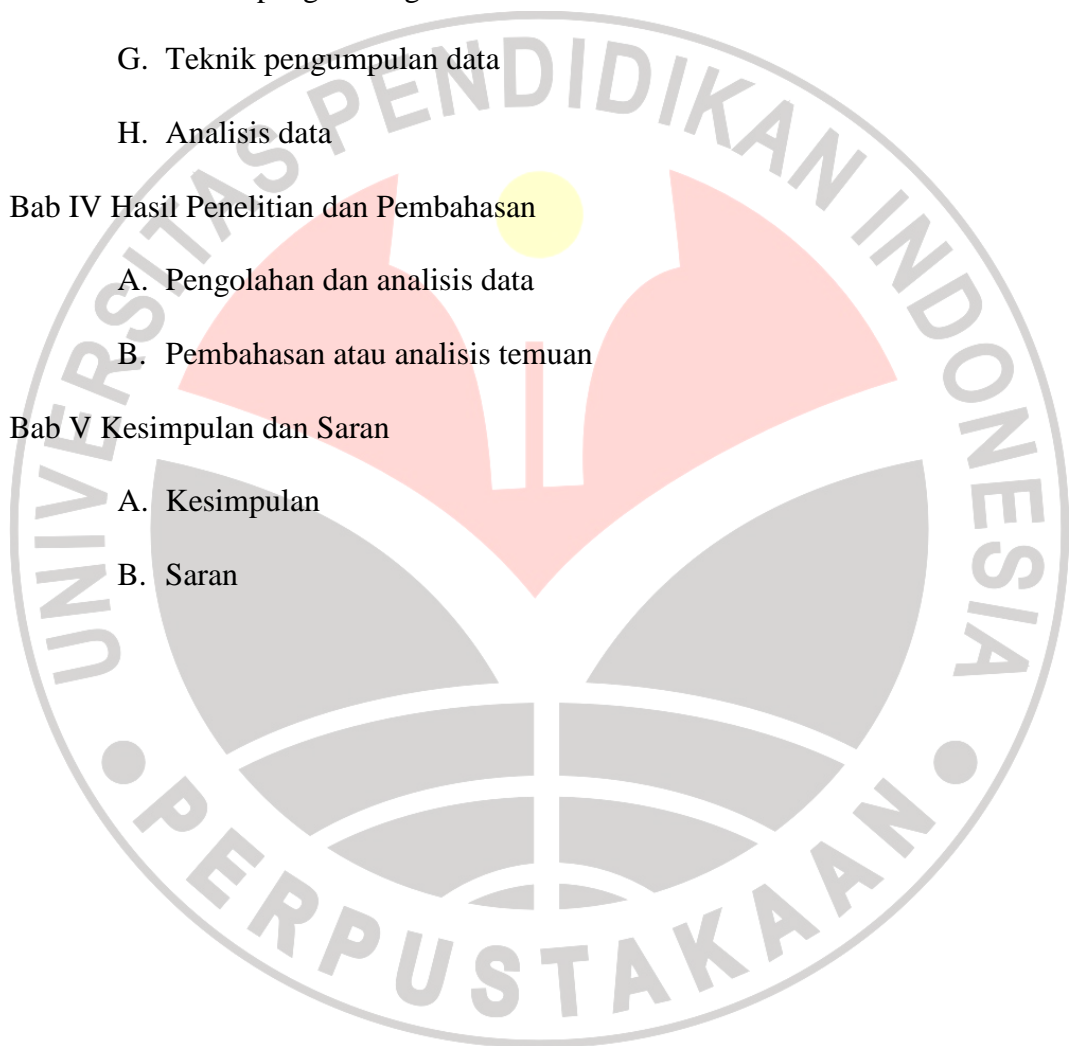 G. Teknik pengumpulan data
H. Analisis data
Bab IV Hasil Penelitian dan Pembahasan
A. Pengolahan dan analisis data
B. Pembahasan atau analisis temuan
Bab V Kesimpulan dan Saran
A. Kesimpulan
B. Saran
UNIVERSITAS PENDIDIKAN INDONESIA
PERPUSTAKAAN